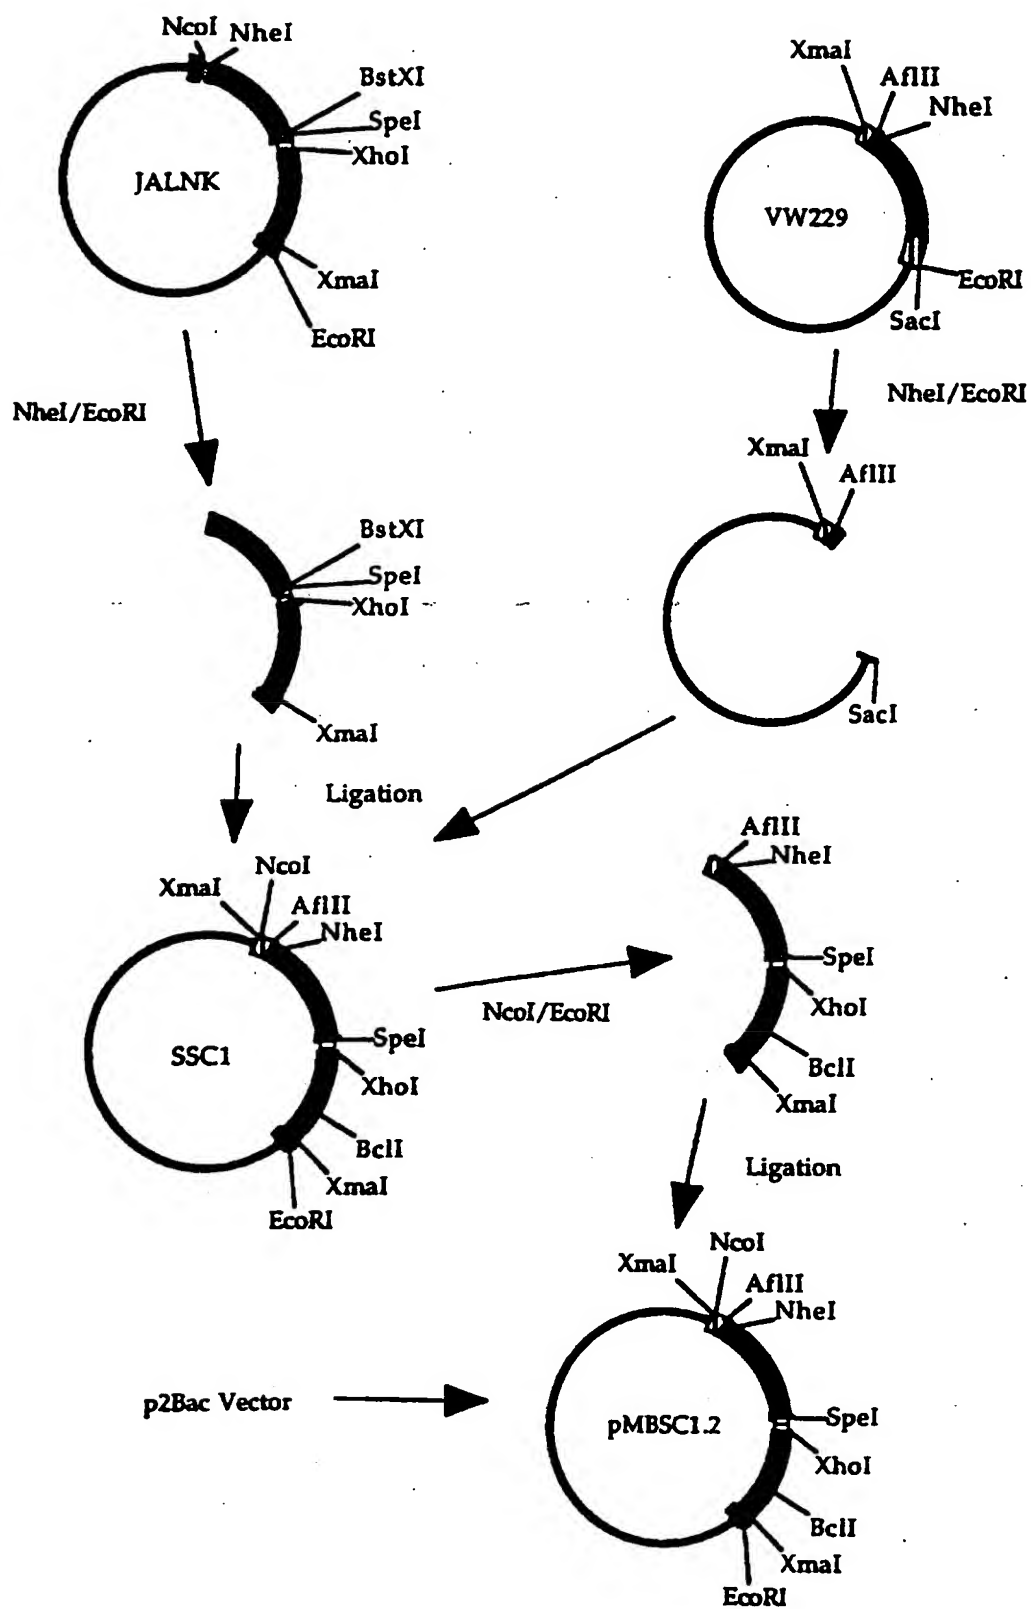 NcoI
NheI
BstXI
SpeI
XhoI
JALNK
XmaI
EcoRI
XmaI
AflII
NheI
VW229
EcoRI
SacI
NheI/EcoRI
NheI/EcoRI
BstXI
SpeI
XhoI
XmaI
XmaI
AflII
SacI
Ligation
XmaI
NcoI
AflII
NheI
SSC1
SpeI
XhoI
BclI
XmaI
EcoRI
NcoI/EcoRI
AflII
NheI
SpeI
XhoI
BclI
XmaI
Ligation
p2Bac Vector
XmaI
NcoI
AflII
NheI
pMBSC1.2
SpeI
XhoI
BclI
XmaI
EcoRI